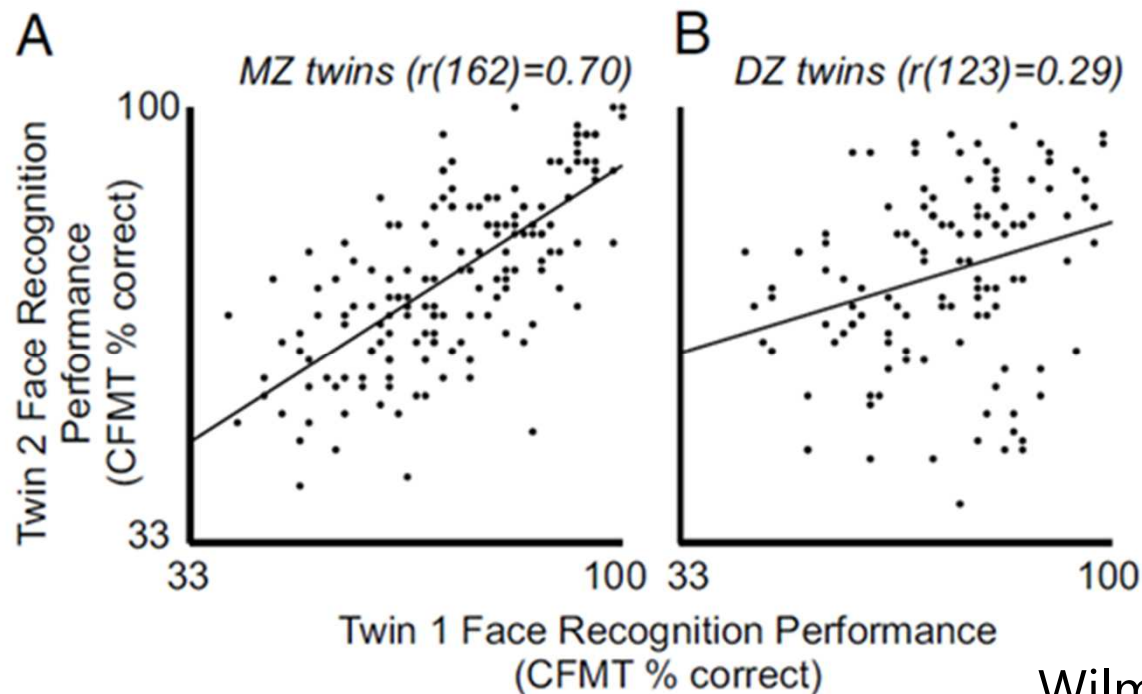 A
B
MZ twins (r(162)=0.70)
DZ twins (r(123)=0.29)
Twin 2 Face Recognition
Performance
(CFMT % correct)
100
33
33
100
33
100
Twin 1 Face Recognition Performance
(CFMT % correct)